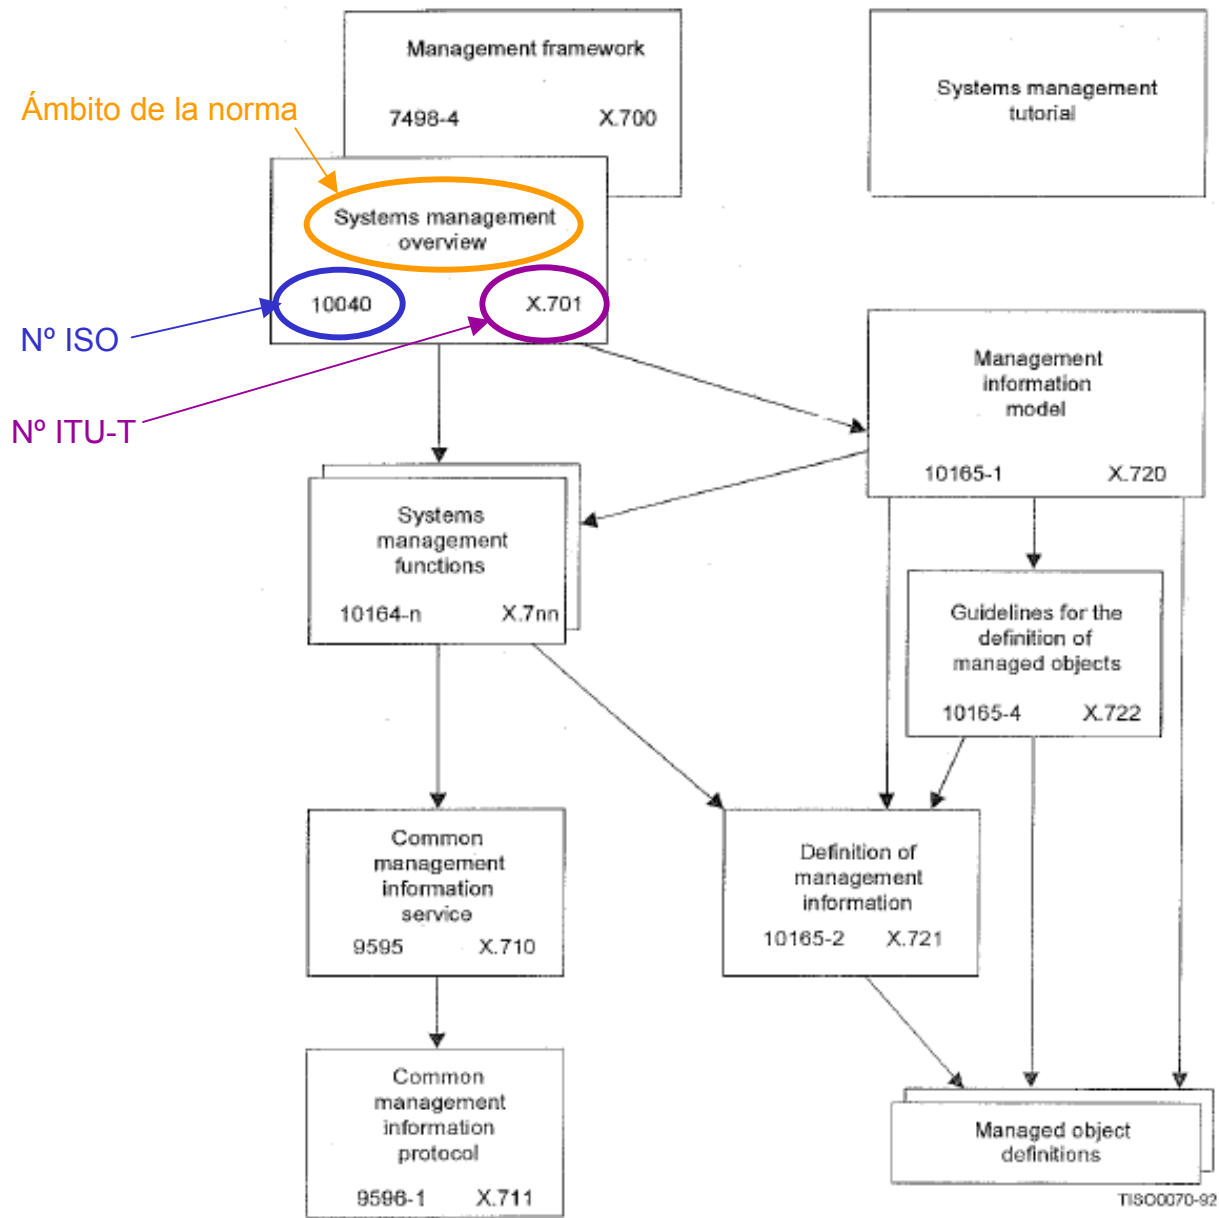 Management framework
7498-4 X.700
Systems management
tutorial
Ámbito de la norma
Systems management
overview
10040 X.701
Nº ISO
Nº ITU-T
Management
information
model
10165-1 X.720
Systems
management
functions
10164-n X.7nn
Guidelines for the
definition of
managed objects
10165-4 X.722
Common
management
information
service
9595 X.710
Definition of
management
information
10165-2 X.721
Common
management
information
protocol
9596-1 X.711
Managed object
definitions
TISO0070-92